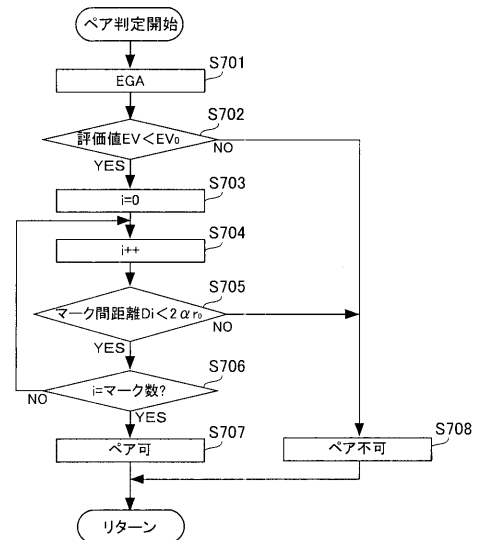 ペア判定開始
S701
EGA
S702
評価値EV<EV₀
NO
YES
S703
i=0
S704
i++
S705
マーク間距離Di<2αr₀
NO
YES
S706
i=マーク数?
NO
YES
S707
ペア可
S708
ペア不可
リターン